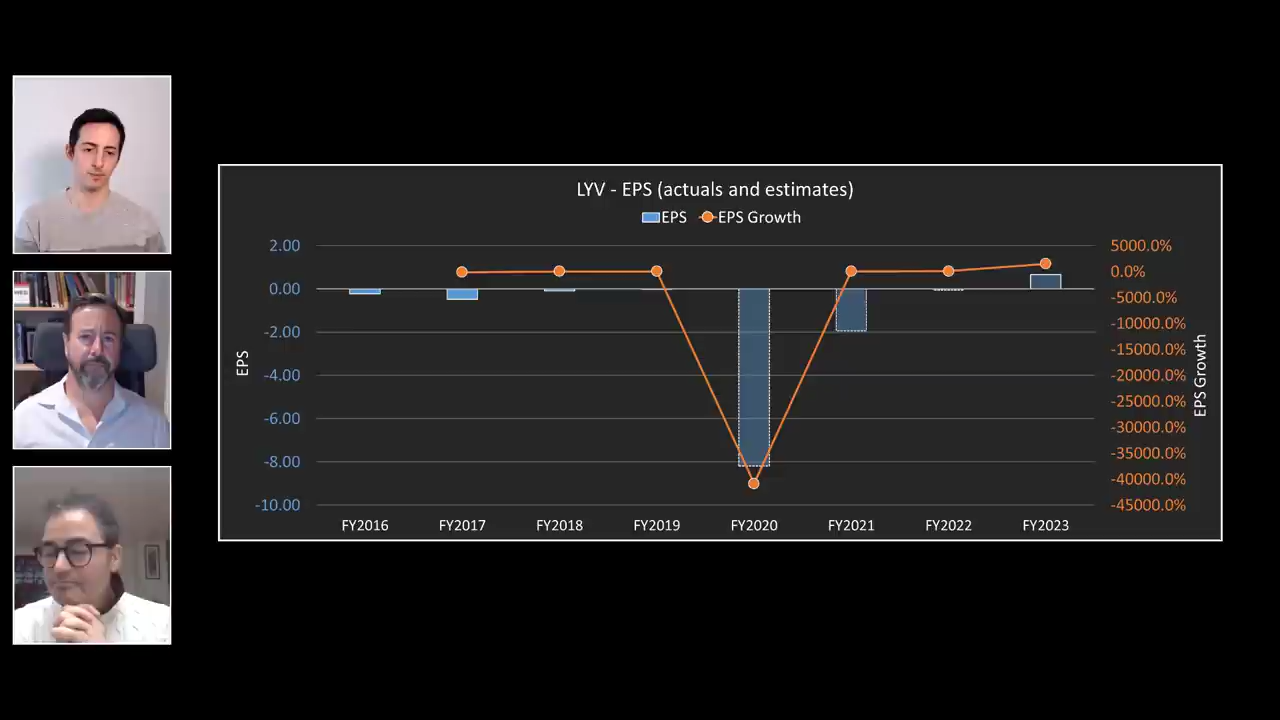 LYV - EPS (actuals and estimates)
EPS
EPS Growth
2.00
0.00
-2.00
-4.00
-6.00
-8.00
-10.00
EPS
5000.0%
0.0%
-5000.0%
-10000.0%
-15000.0%
-20000.0%
-25000.0%
-30000.0%
-35000.0%
-40000.0%
-45000.0%
EPS Growth
FY2016
FY2017
FY2018
FY2019
FY2020
FY2021
FY2022
FY2023